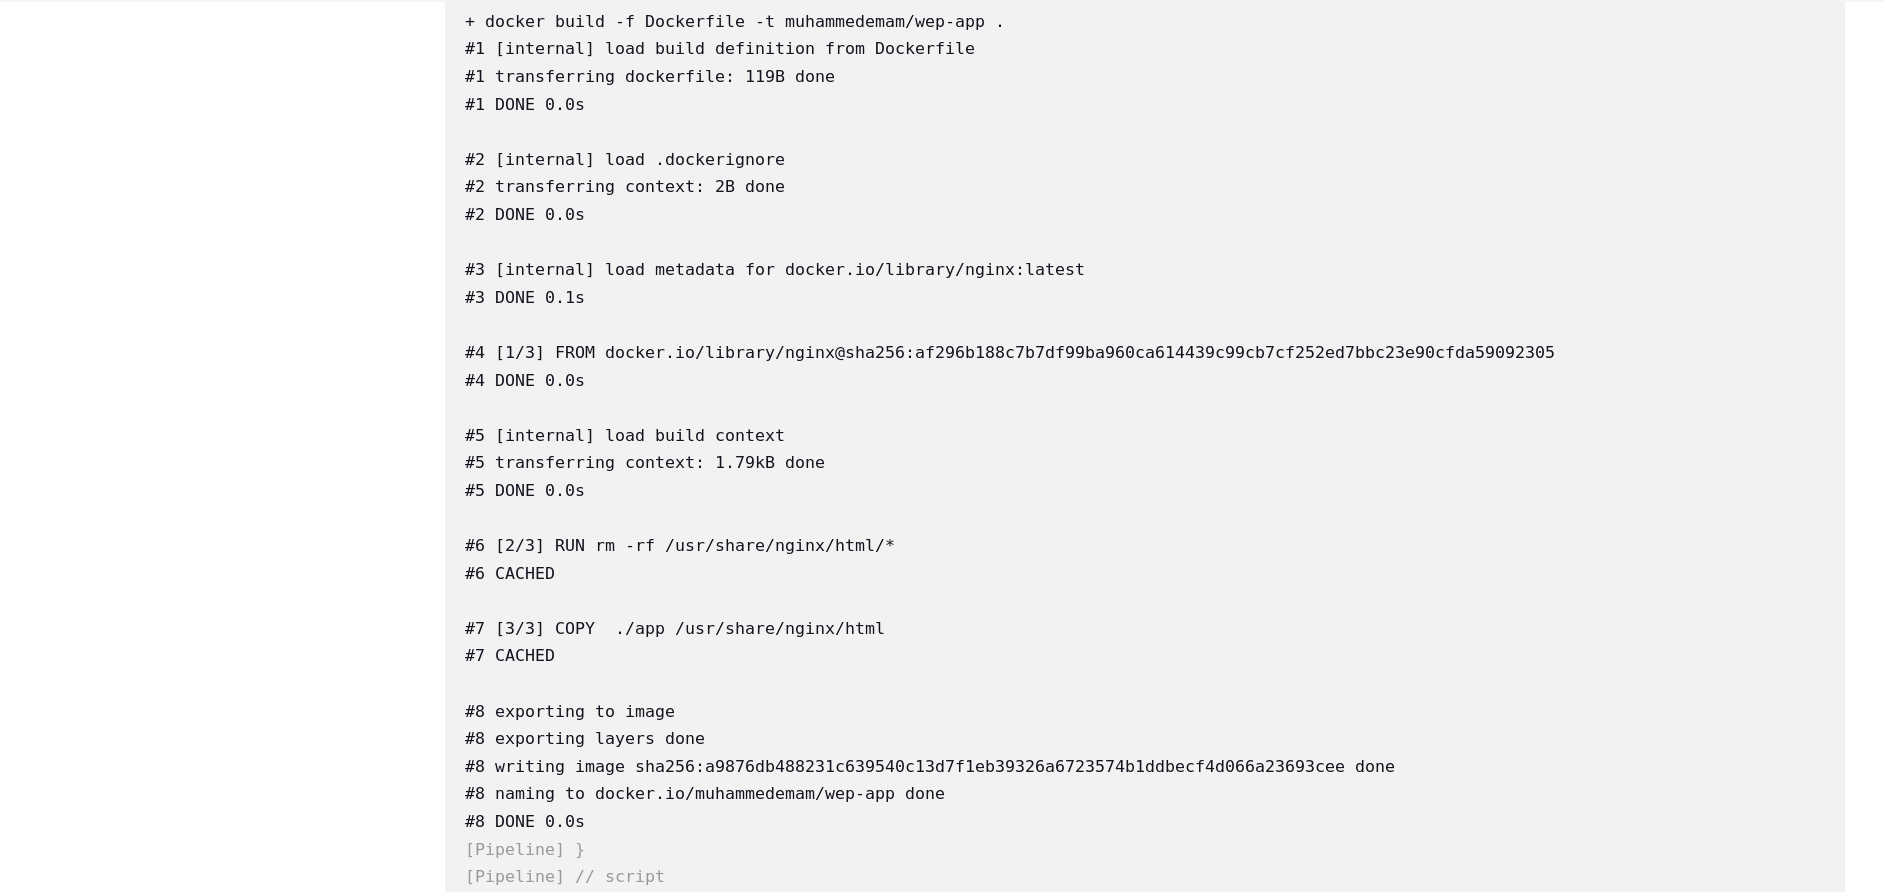 + docker build -f Dockerfile -t muhammedemam/wep-app .
#1 [internal] load build definition from Dockerfile
#1 transferring dockerfile: 119B done
#1 DONE 0.0s
#2 [internal] load .dockerignore
#2 transferring context: 2B done
#2 DONE 0.0s
#3 [internal] load metadata for docker.io/library/nginx:latest
#3 DONE 0.1s
#4 [1/3] FROM docker.io/library/nginx@sha256:af296b188c7b7df99ba960ca614439c99cb7cf252ed7bbc23e90cfda59092305
#4 DONE 0.0s
#5 [internal] load build context
#5 transferring context: 1.79kB done
#5 DONE 0.0s
#6 [2/3] RUN rm -rf /usr/share/nginx/html/*
#6 CACHED
#7 [3/3] COPY  ./app /usr/share/nginx/html
#7 CACHED
#8 exporting to image
#8 exporting layers done
#8 writing image sha256:a9876db488231c639540c13d7f1eb39326a6723574b1ddbecf4d066a23693cee done
#8 naming to docker.io/muhammedemam/wep-app done
#8 DONE 0.0s
[Pipeline] }
[Pipeline] // script